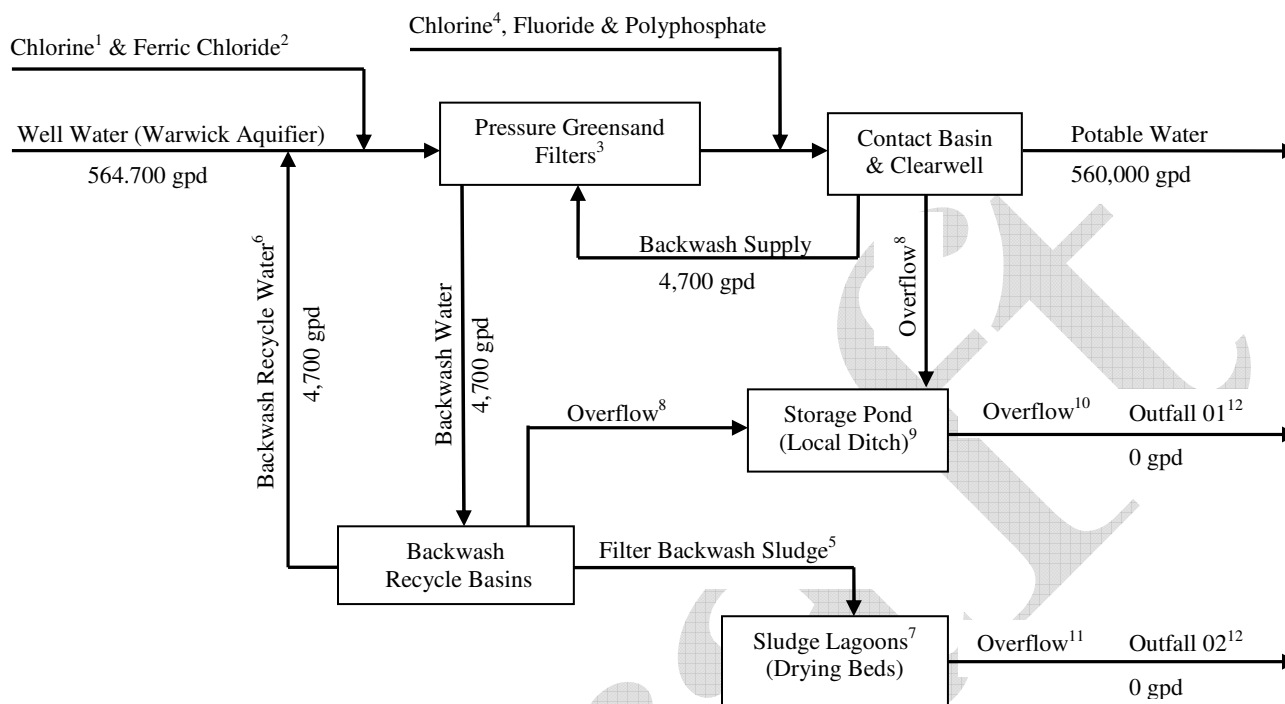 Chlorine⁴, Fluoride & Polyphosphate
Chlorine¹ & Ferric Chloride²
Well Water (Warwick Aquifier)
564.700 gpd
Pressure Greensand
Filters³
Contact Basin
& Clearwell
Potable Water
560,000 gpd
Backwash Supply
4,700 gpd
Overflow⁸
Backwash Recycle Water⁶
4,700 gpd
Backwash Water
4,700 gpd
Overflow⁸
Storage Pond
(Local Ditch)⁹
Overflow¹⁰ Outfall 01¹²
0 gpd
Backwash
Recycle Basins
Filter Backwash Sludge⁵
Sludge Lagoons⁷
(Drying Beds)
Overflow¹¹ Outfall 02¹²
0 gpd